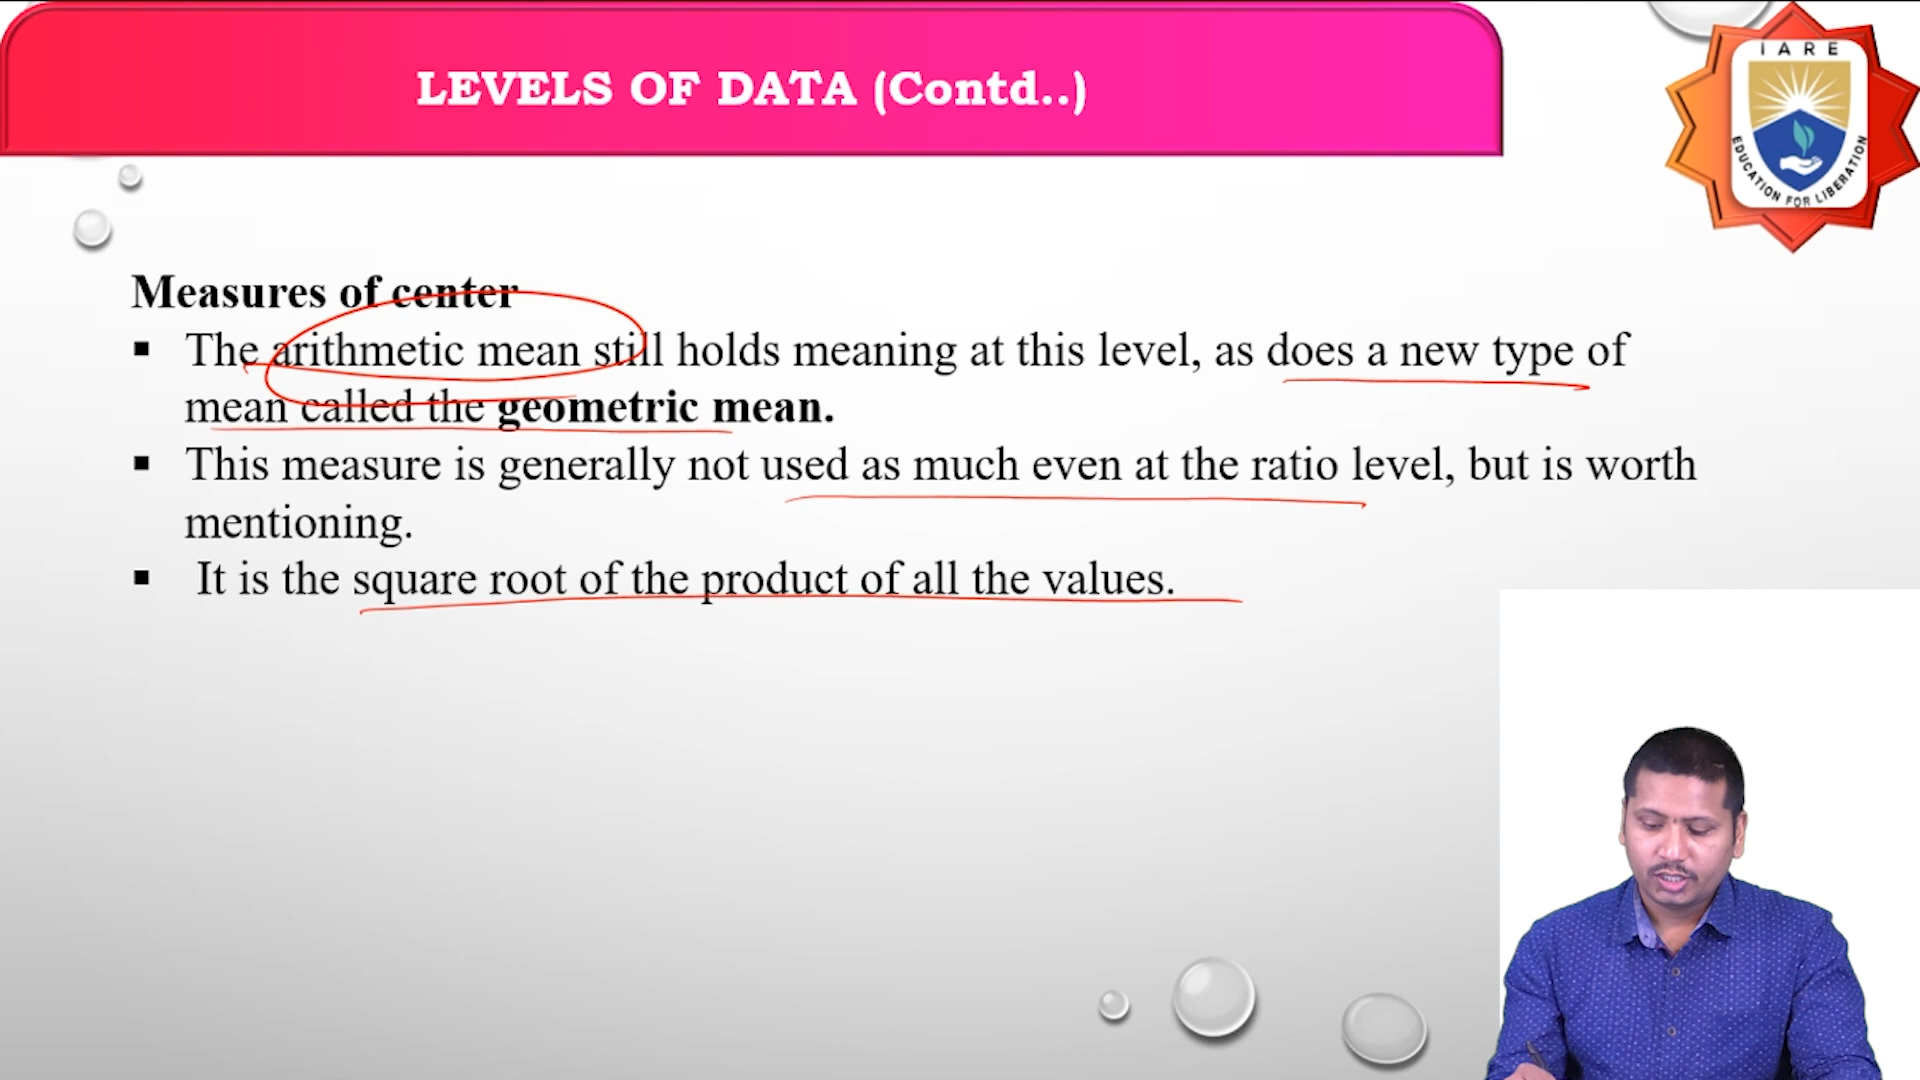 LEVELS OF DATA (Contd..)
IARE
EDUCATION FOR LIBERATION
Measures of center
▪ The arithmetic mean still holds meaning at this level, as does a new type of
mean called the geometric mean.
▪ This measure is generally not used as much even at the ratio level, but is worth
mentioning.
▪ It is the square root of the product of all the values.